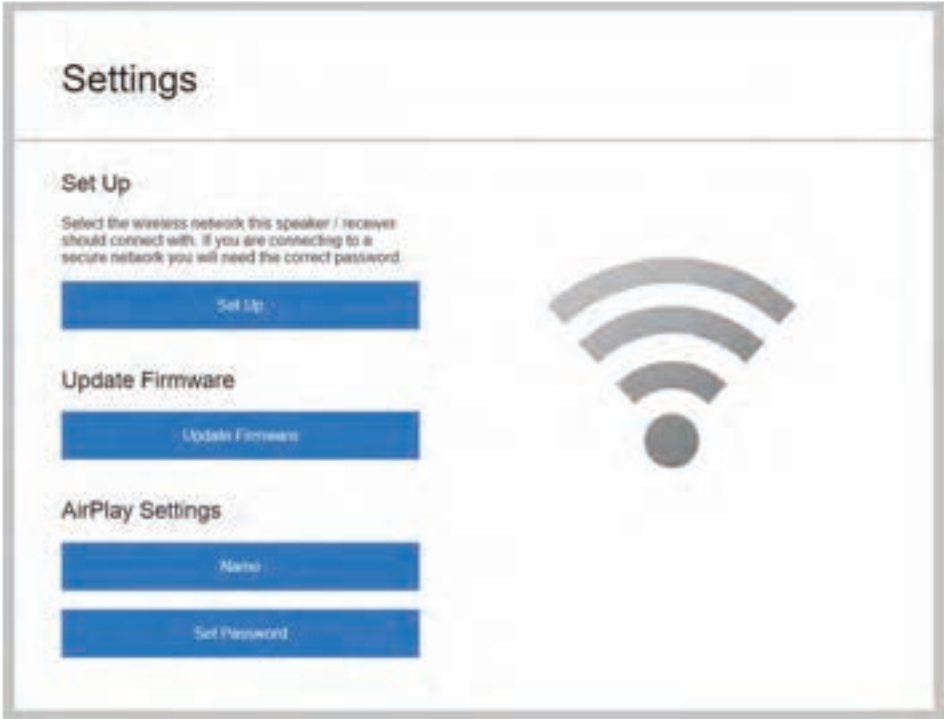 Settings
Set Up
Select the wireless network this speaker / receiver
should connect with. If you are connecting to a
secure network you will need the correct password.
Set Up
Update Firmware
Update Firmware
AirPlay Settings
Name
Set Password